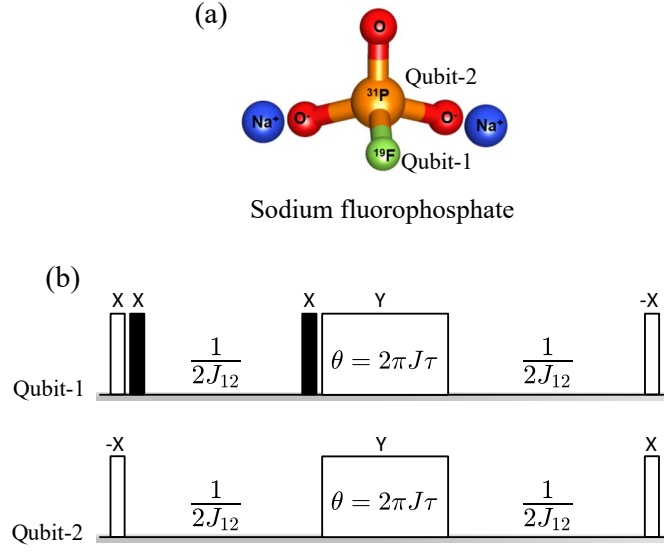 (a)
O
Qubit-2
³¹P
Na⁺ O⁻ O⁻ Na⁺
¹⁹F
Qubit-1
Sodium fluorophosphate
(b)
X X X Y -X
1/2J₁₂ θ = 2πJτ 1/2J₁₂
Qubit-1
-X Y X
1/2J₁₂ θ = 2πJτ 1/2J₁₂
Qubit-2